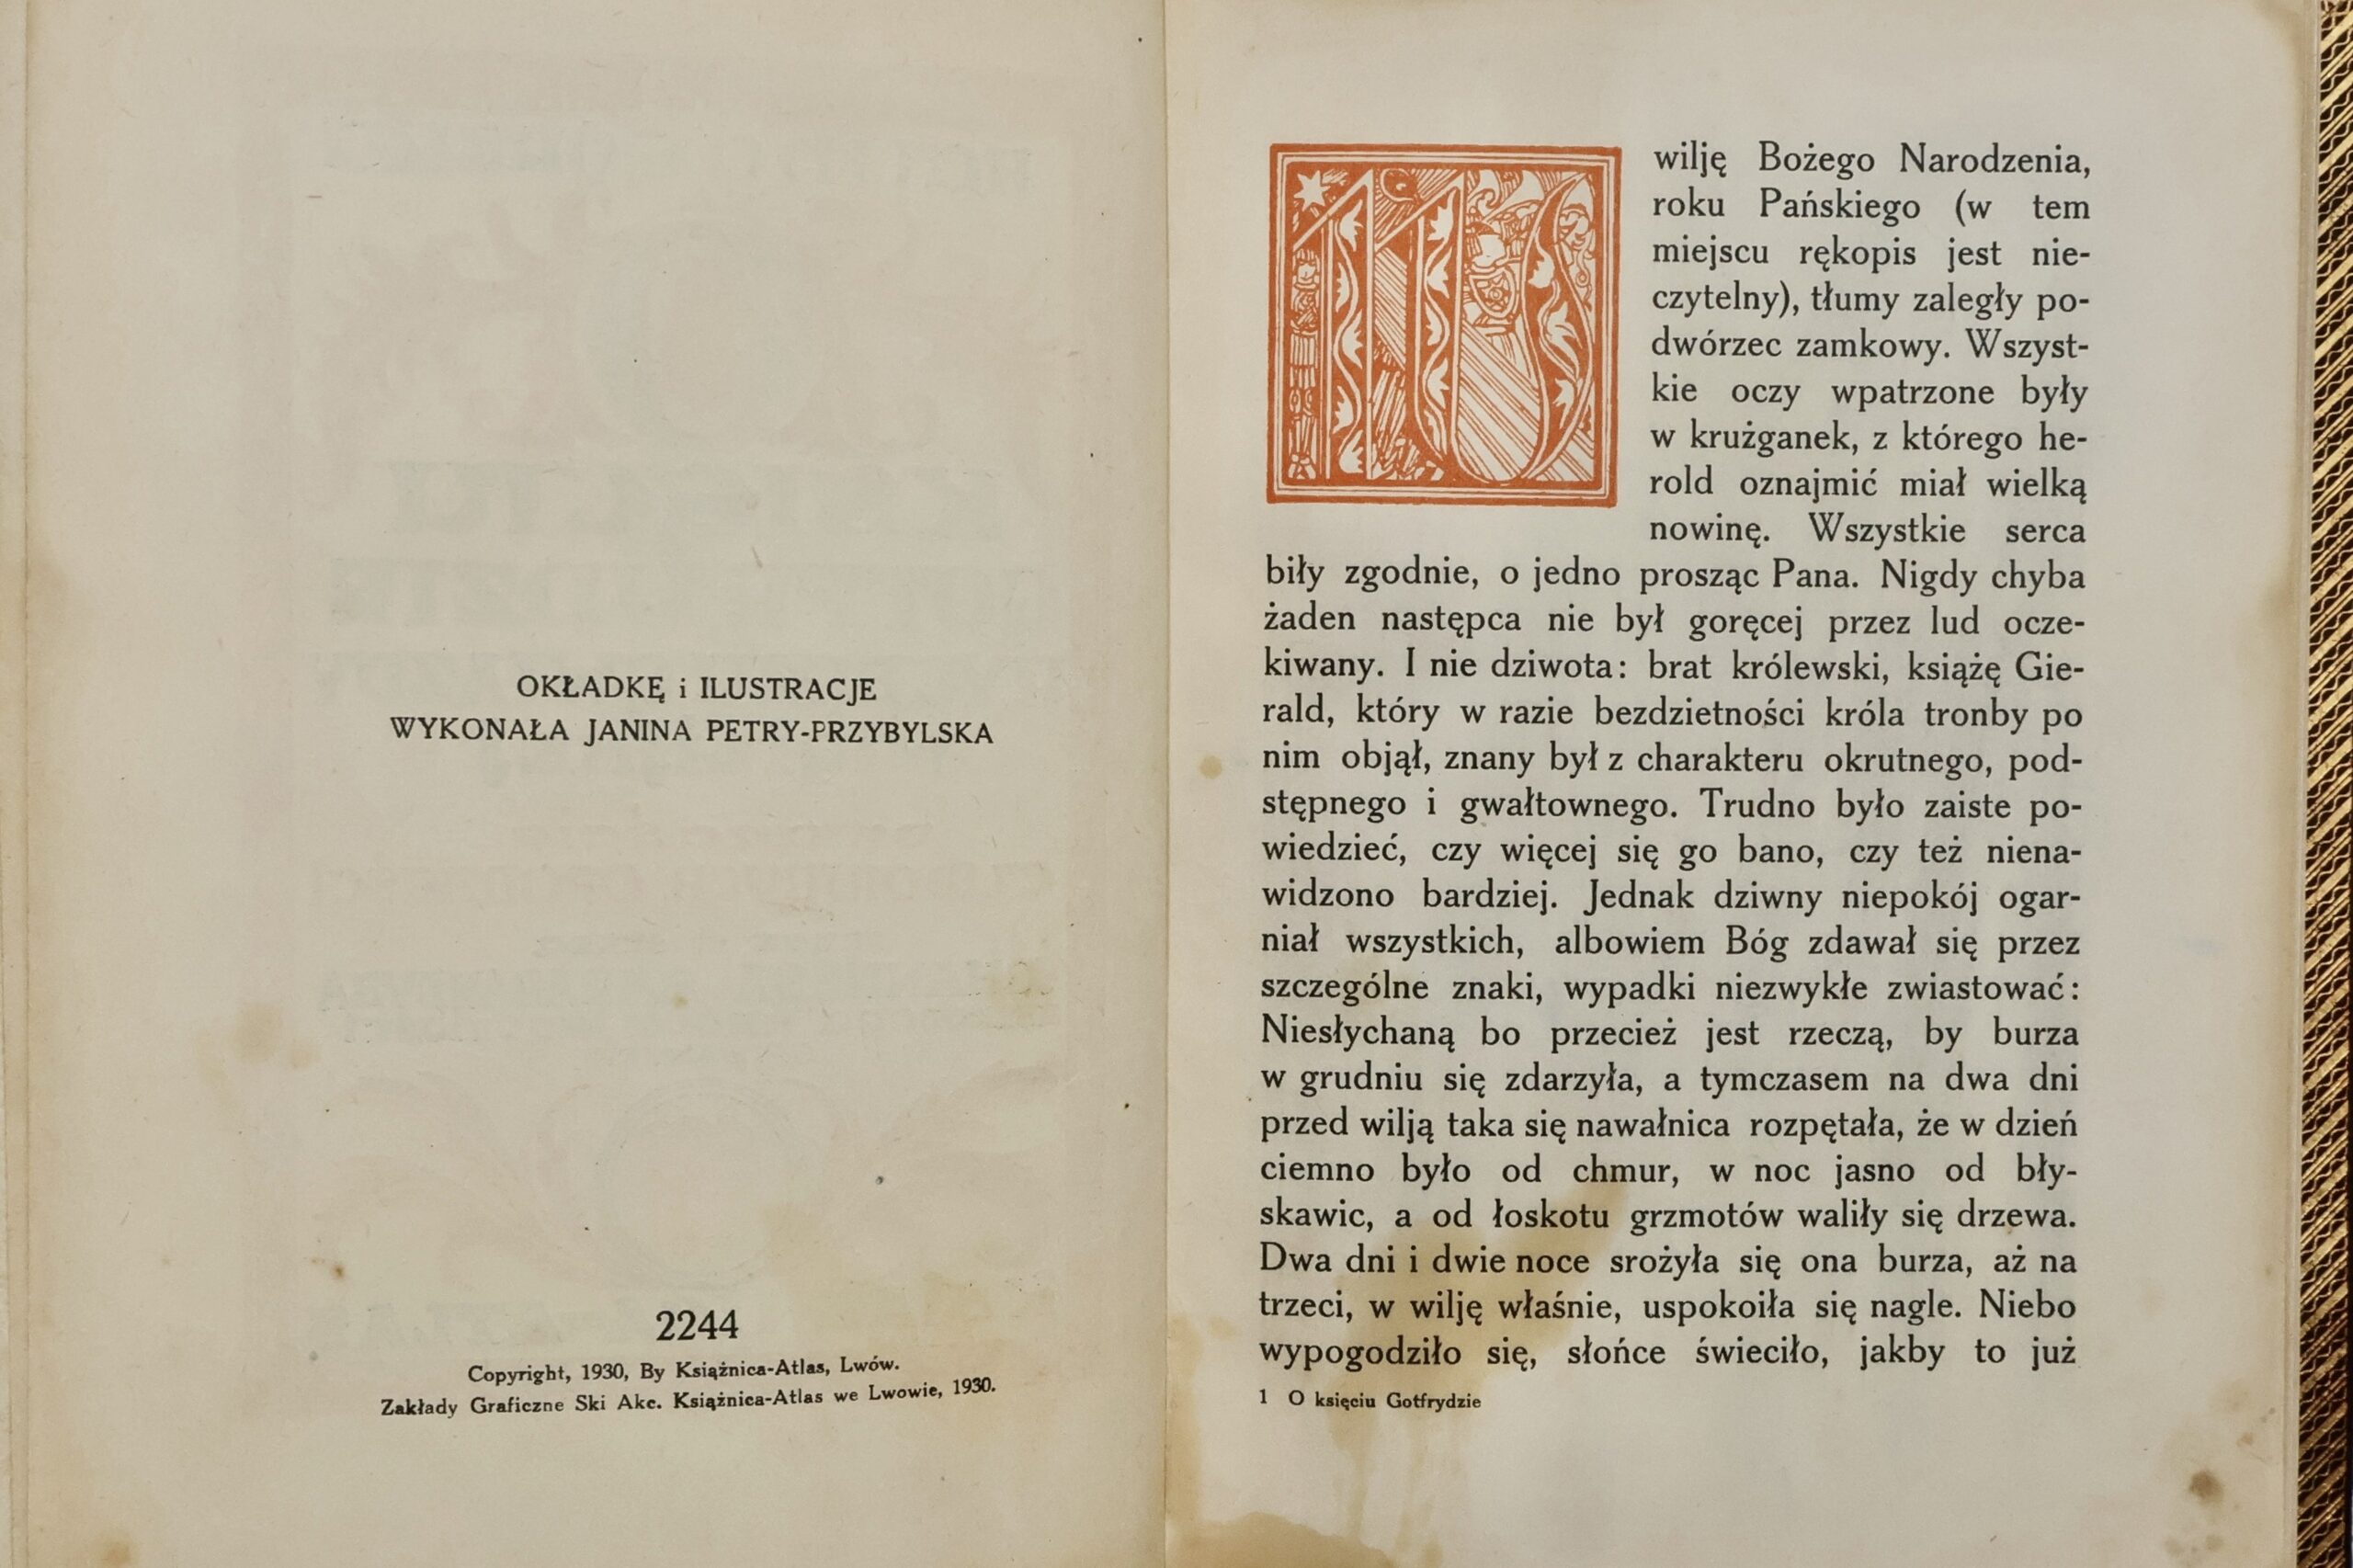 OKŁADKĘ i ILUSTRACJE
WYKONAŁA JANINA PETRY-PRZYBYLSKA
2244
Copyright, 1930, By Książnica-Atlas, Lwów.
Zakłady Graficzne Ski Akc. Książnica-Atlas we Lwowie, 1930.
W
wilję Bożego Narodzenia,
roku Pańskiego (w tem
miejscu rękopis jest nie-
czytelny), tłumy zaległy po-
dwórzec zamkowy. Wszyst-
kie oczy wpatrzone były
w krużganek, z którego he-
rold oznajmić miał wielką
nowinę. Wszystkie serca
biły zgodnie, o jedno prosząc Pana. Nigdy chyba
żaden następca nie był goręcej przez lud ocze-
kiwany. I nie dziwota: brat królewski, książę Gie-
rald, który w razie bezdzietności króla tronby po
nim objął, znany był z charakteru okrutnego, pod-
stępnego i gwałtownego. Trudno było zaiste po-
wiedzieć, czy więcej się go bano, czy też niena-
widzono bardziej. Jednak dziwny niepokój ogar-
niał wszystkich, albowiem Bóg zdawał się przez
szczególne znaki, wypadki niezwykłe zwiastować:
Niesłychaną bo przecież jest rzeczą, by burza
w grudniu się zdarzyła, a tymczasem na dwa dni
przed wilją taka się nawałnica rozpętała, że w dzień
ciemno było od chmur, w noc jasno od bły-
skawic, a od łoskotu grzmotów waliły się drzewa.
Dwa dni i dwie noce srożyła się ona burza, aż na
trzeci, w wilję właśnie, uspokoiła się nagle. Niebo
wypogodziło się, słońce świeciło, jakby to już
1 O księciu Gotfrydzie